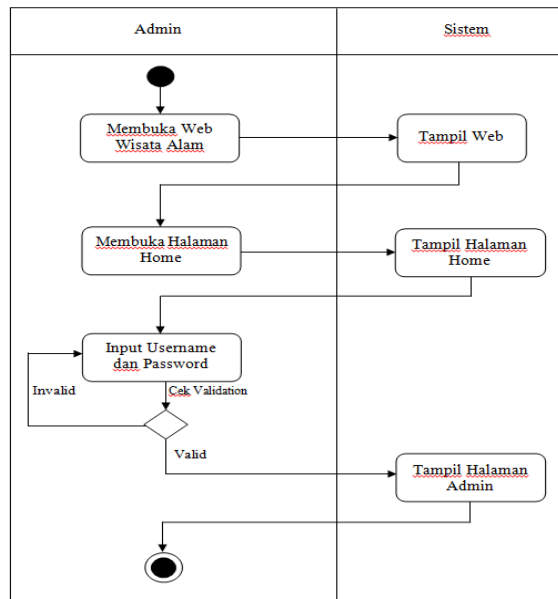 Admin
Sistem
Membuka Web
Wisata Alam
Tampil Web
Membuka Halaman
Home
Tampil Halaman
Home
Input Username
dan Password
Invalid
Cek Validation
Valid
Tampil Halaman
Admin